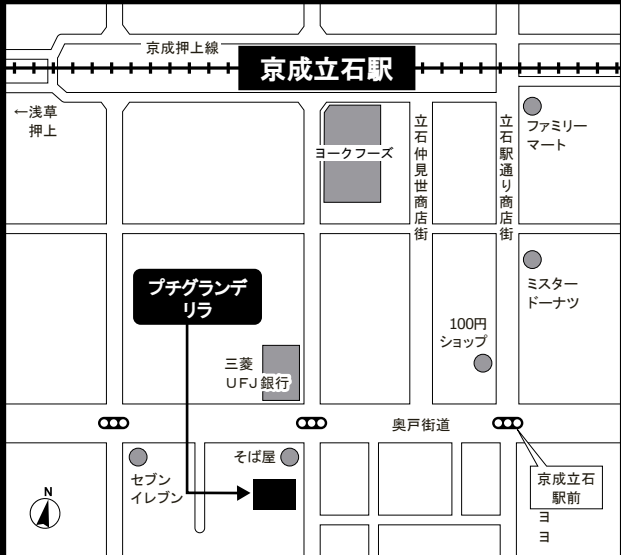 京成押上線
京成立石駅
←浅草
押上
ヨークフーズ
立石仲見世商店街
立石駅通り商店街
ファミリー
マート
プチグランデ
リラ
ミスター
ドーナツ
100円
ショップ
三菱
UFJ銀行
奥戸街道
そば屋
セブン
イレブン
京成立石
駅前
ヨ
ヨ
N